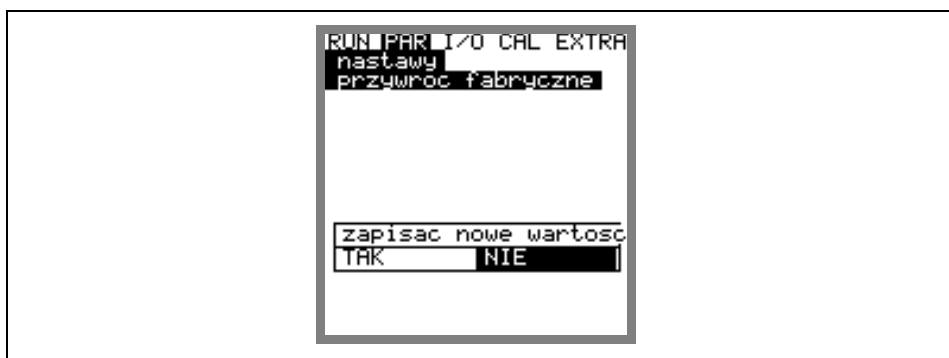 RUN PAR I/O CAL EXTRA
nastawy
przywroc fabryczne
zapisac nowe wartosc
TAK NIE